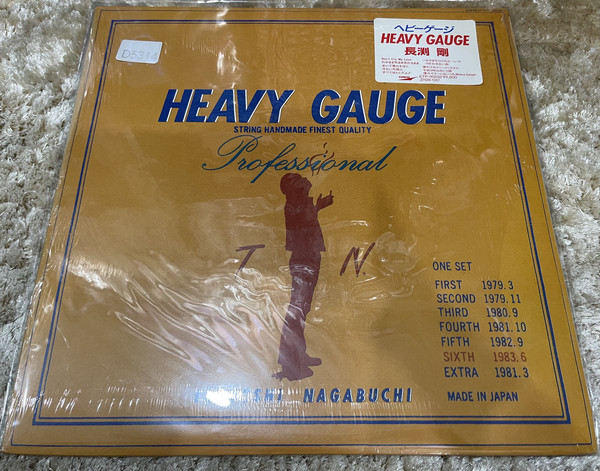 D5314
ヘビーゲージ
HEAVY GAUGE
長渕 剛
HEAVY GAUGE
STRING HANDMADE FINEST QUALITY
Professional
T. N.
ONE SET
FIRST 1979.3
SECOND 1979.11
THIRD 1980.9
FOURTH 1981.10
FIFTH 1982.9
SIXTH 1983.6
EXTRA 1981.3
NAGABUCHI
MADE IN JAPAN